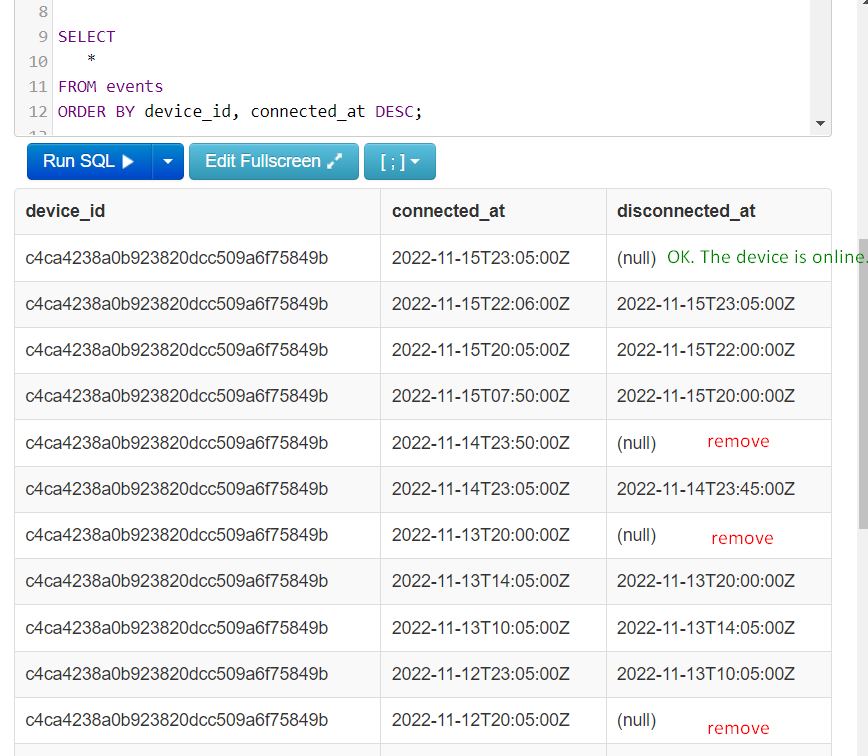 8
9 SELECT
10 *
11 FROM events
12 ORDER BY device_id, connected_at DESC;
Run SQL Edit Fullscreen [ ; ]
device_id connected_at disconnected_at
c4ca4238a0b923820dcc509a6f75849b 2022-11-15T23:05:00Z (null) OK. The device is online.
c4ca4238a0b923820dcc509a6f75849b 2022-11-15T22:06:00Z 2022-11-15T23:05:00Z
c4ca4238a0b923820dcc509a6f75849b 2022-11-15T20:05:00Z 2022-11-15T22:00:00Z
c4ca4238a0b923820dcc509a6f75849b 2022-11-15T07:50:00Z 2022-11-15T20:00:00Z
c4ca4238a0b923820dcc509a6f75849b 2022-11-14T23:50:00Z (null) remove
c4ca4238a0b923820dcc509a6f75849b 2022-11-14T23:05:00Z 2022-11-14T23:45:00Z
c4ca4238a0b923820dcc509a6f75849b 2022-11-13T20:00:00Z (null) remove
c4ca4238a0b923820dcc509a6f75849b 2022-11-13T14:05:00Z 2022-11-13T20:00:00Z
c4ca4238a0b923820dcc509a6f75849b 2022-11-13T10:05:00Z 2022-11-13T14:05:00Z
c4ca4238a0b923820dcc509a6f75849b 2022-11-12T23:05:00Z 2022-11-13T10:05:00Z
c4ca4238a0b923820dcc509a6f75849b 2022-11-12T20:05:00Z (null) remove